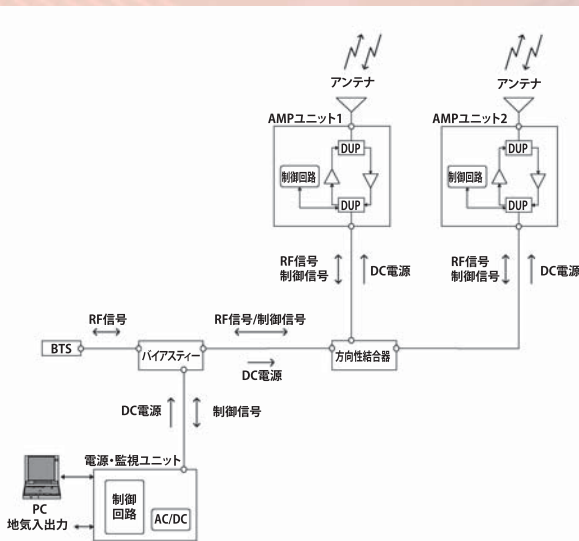 アンテナ
アンテナ
AMPユニット1
AMPユニット2
DUP
DUP
制御回路
制御回路
DUP
DUP
RF信号
制御信号
DC電源
RF信号
制御信号
DC電源
RF信号
RF信号/制御信号
BTS
バイアスティー
方向性結合器
DC電源
DC電源
制御信号
電源・監視ユニット
制御
回路
AC/DC
PC
地気入出力